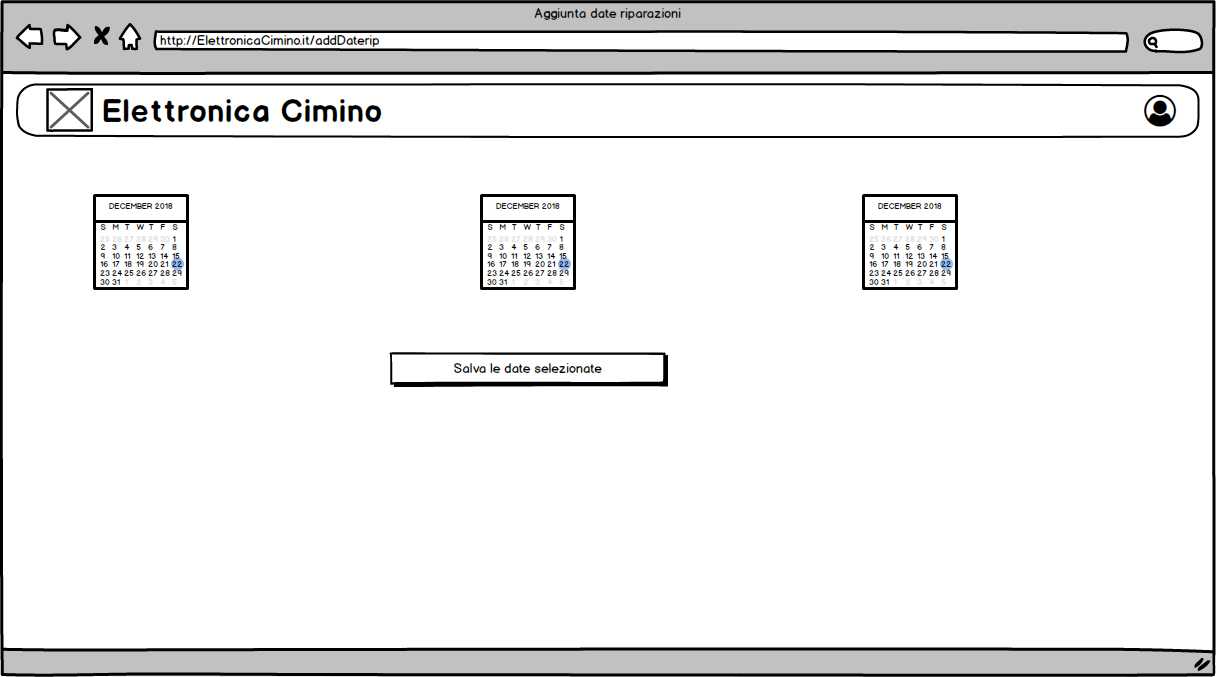 Aggiunta date riparazioni
http://ElettronicaCimino.it/addDaterip
Elettronica Cimino
DECEMBER 2018
S M T W T F S
25 26 27 28 29 30 1
2 3 4 5 6 7 8
9 10 11 12 13 14 15
16 17 18 19 20 21 22
23 24 25 26 27 28 29
30 31 1 2 3 4 5
DECEMBER 2018
S M T W T F S
25 26 27 28 29 30 1
2 3 4 5 6 7 8
9 10 11 12 13 14 15
16 17 18 19 20 21 22
23 24 25 26 27 28 29
30 31 1 2 3 4 5
DECEMBER 2018
S M T W T F S
25 26 27 28 29 30 1
2 3 4 5 6 7 8
9 10 11 12 13 14 15
16 17 18 19 20 21 22
23 24 25 26 27 28 29
30 31 1 2 3 4 5
Salva le date selezionate